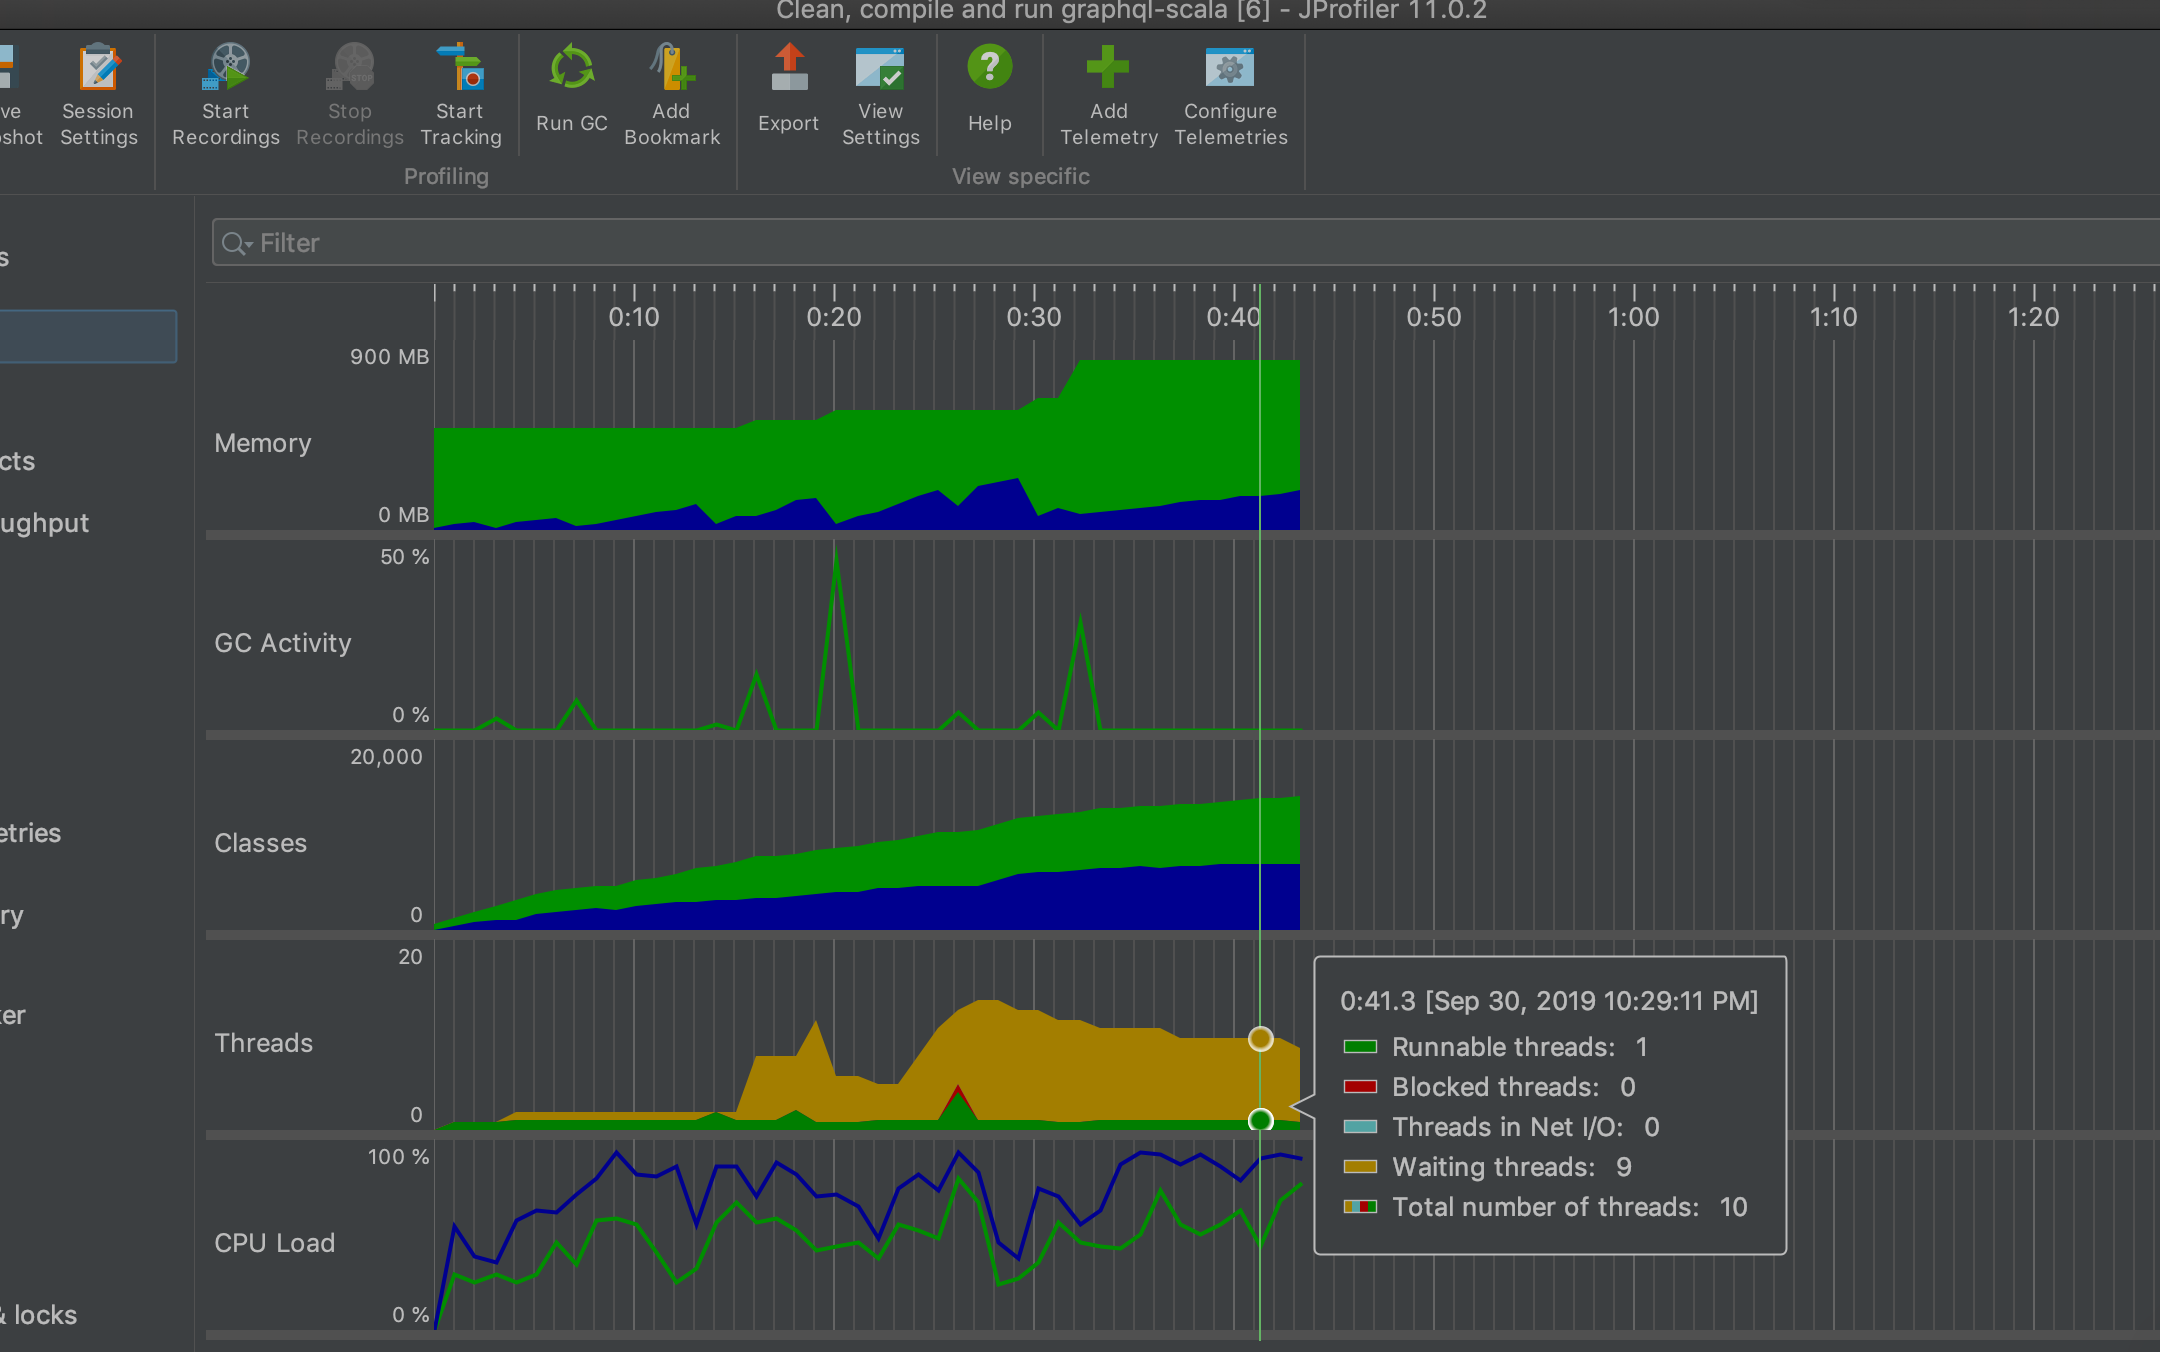 Clean, compile and run graphql-scala [6] - JProfiler 11.0.2
ve
shot
Session
Settings
Start
Recordings
Stop
Recordings
Start
Tracking
Run GC
Add
Bookmark
Export
View
Settings
Help
Add
Telemetry
Configure
Telemetries
Profiling
View specific
s
cts
ughput
etries
ry
ker
& locks
Filter
0:10 0:20 0:30 0:40 0:50 1:00 1:10 1:20
900 MB
Memory
0 MB
50 %
GC Activity
0 %
20,000
Classes
0
20
Threads
0
100 %
CPU Load
0 %
0:41.3 [Sep 30, 2019 10:29:11 PM]
Runnable threads: 1
Blocked threads: 0
Threads in Net I/O: 0
Waiting threads: 9
Total number of threads: 10